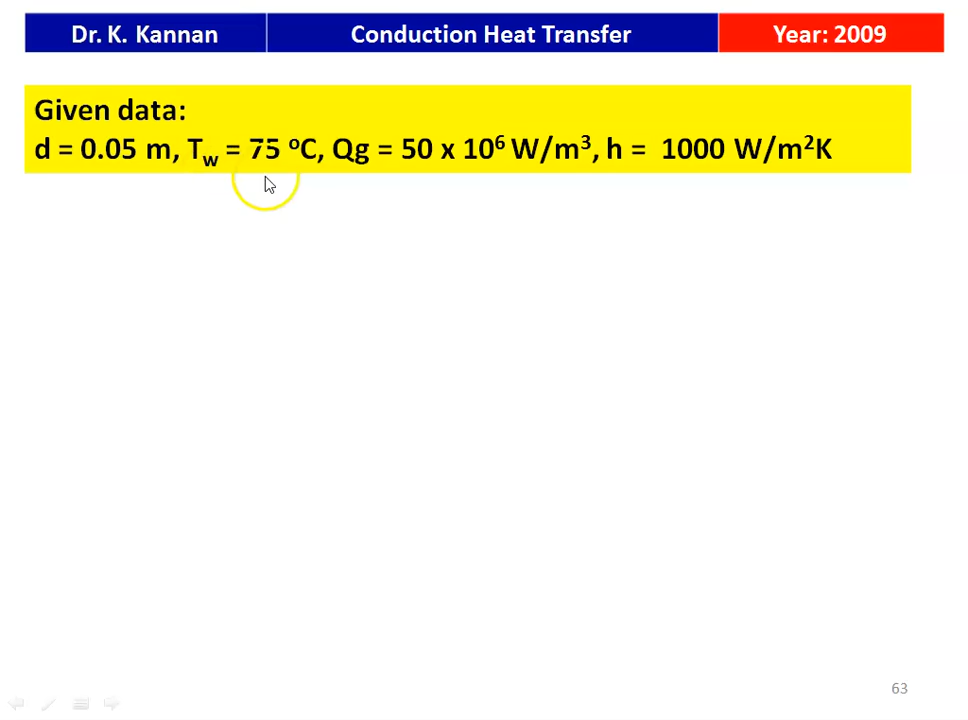 Dr. K. Kannan Conduction Heat Transfer Year: 2009
Given data:
d = 0.05 m, Tw = 75 ⁰C, Qg = 50 x 10⁶ W/m³, h = 1000 W/m²K
63